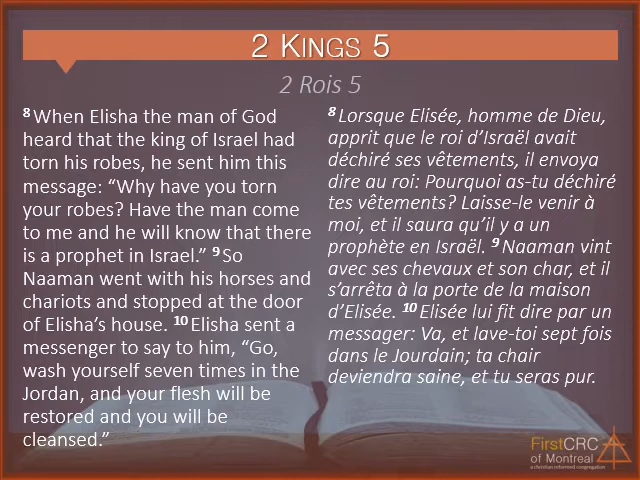 2 Kings 5
2 Rois 5
8 When Elisha the man of God
heard that the king of Israel had
torn his robes, he sent him this
message: “Why have you torn
your robes? Have the man come
to me and he will know that there
is a prophet in Israel.” 9 So
Naaman went with his horses and
chariots and stopped at the door
of Elisha’s house. 10 Elisha sent a
messenger to say to him, “Go,
wash yourself seven times in the
Jordan, and your flesh will be
restored and you will be
cleansed.”
8 Lorsque Elisée, homme de Dieu,
apprit que le roi d’Israël avait
déchiré ses vêtements, il envoya
dire au roi: Pourquoi as-tu déchiré
tes vêtements? Laisse-le venir à
moi, et il saura qu’il y a un
prophète en Israël. 9 Naaman vint
avec ses chevaux et son char, et il
s’arrêta à la porte de la maison
d’Elisée. 10 Elisée lui fit dire par un
messager: Va, et lave-toi sept fois
dans le Jourdain; ta chair
deviendra saine, et tu seras pur.
FirstCRC
of Montreal
a christian reformed congregation